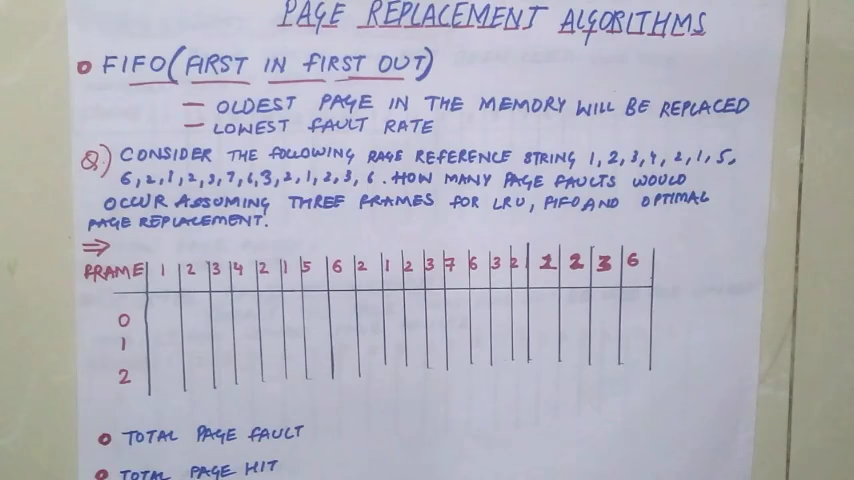 PAGE REPLACEMENT ALGORITHMS
FIFO (FIRST IN FIRST OUT)
— OLDEST PAGE IN THE MEMORY WILL BE REPLACED
— LOWEST FAULT RATE
Q.) CONSIDER THE FOLLOWING PAGE REFERENCE STRING 1, 2, 3, 4, 2, 1, 5,
6, 2, 1, 2, 3, 7, 6, 3, 2, 1, 2, 3, 6. HOW MANY PAGE FAULTS WOULD
OCCUR ASSUMING THREE FRAMES FOR LRU, FIFO AND OPTIMAL
PAGE REPLACEMENT.
⇒
FRAME 1 2 3 4 2 1 5 6 2 1 2 3 7 6 3 2 1 2 3 6
0
1
2
TOTAL PAGE FAULT
TOTAL PAGE HIT